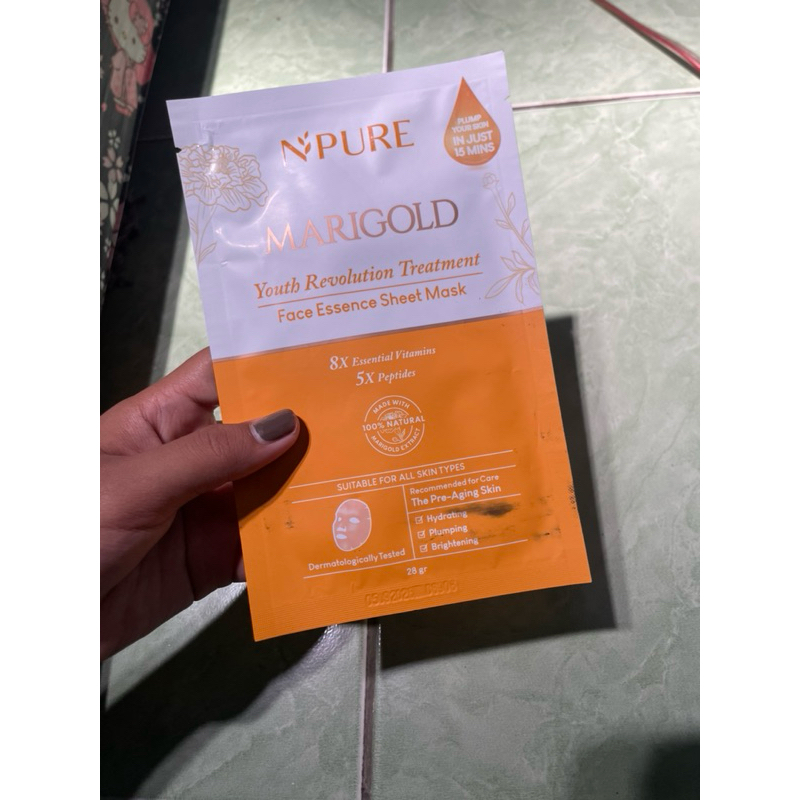 N'PURE
PLUMP
YOUR SKIN
IN JUST
15 MINS
MARIGOLD
Youth Revolution Treatment
Face Essence Sheet Mask
8X Essential Vitamins
5X Peptides
MADE WITH
100% NATURAL
MARIGOLD EXTRACT
SUITABLE FOR ALL SKIN TYPES
Recommended for Care
The Pre-Aging Skin
Hydrating
Plumping
Brightening
Dermatologically Tested
28 gr